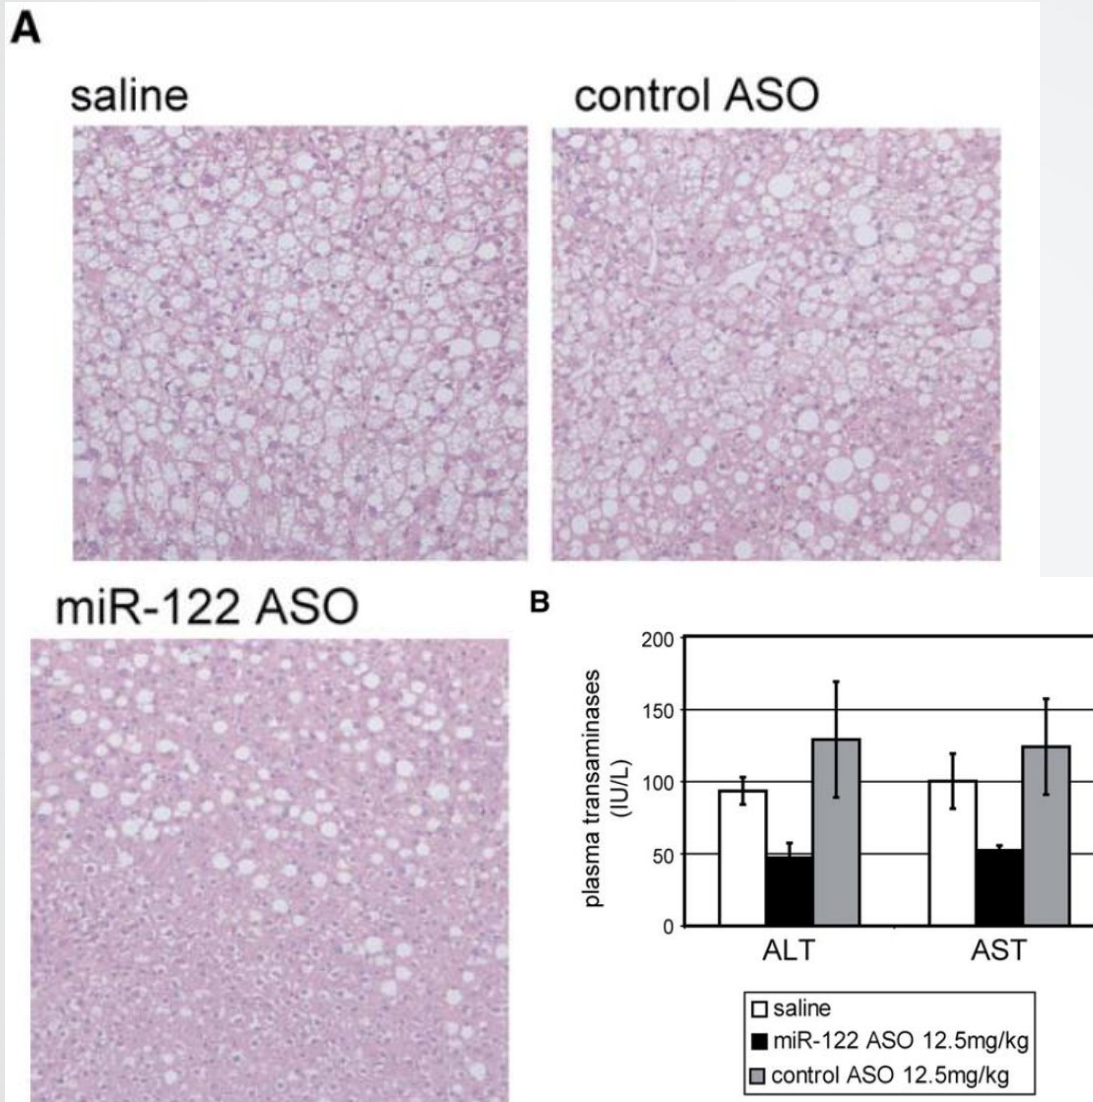 A
saline
control ASO
miR-122 ASO
B
plasma transaminases
(IU/L)
200
150
100
50
0
ALT
AST
saline
miR-122 ASO 12.5mg/kg
control ASO 12.5mg/kg